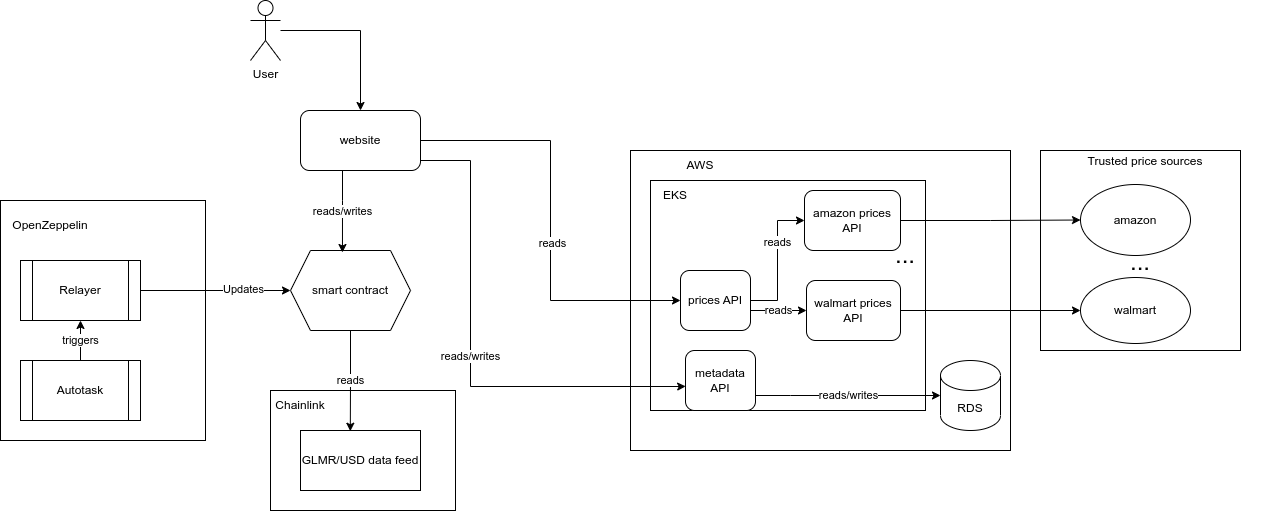 User
website
reads/writes
OpenZeppelin
Relayer
triggers
Autotask
Updates
smart contract
reads
Chainlink
GLMR/USD data feed
reads
reads/writes
AWS
EKS
prices API
reads
reads
amazon prices
API
...
walmart prices
API
metadata
API
reads/writes
RDS
Trusted price sources
amazon
...
walmart